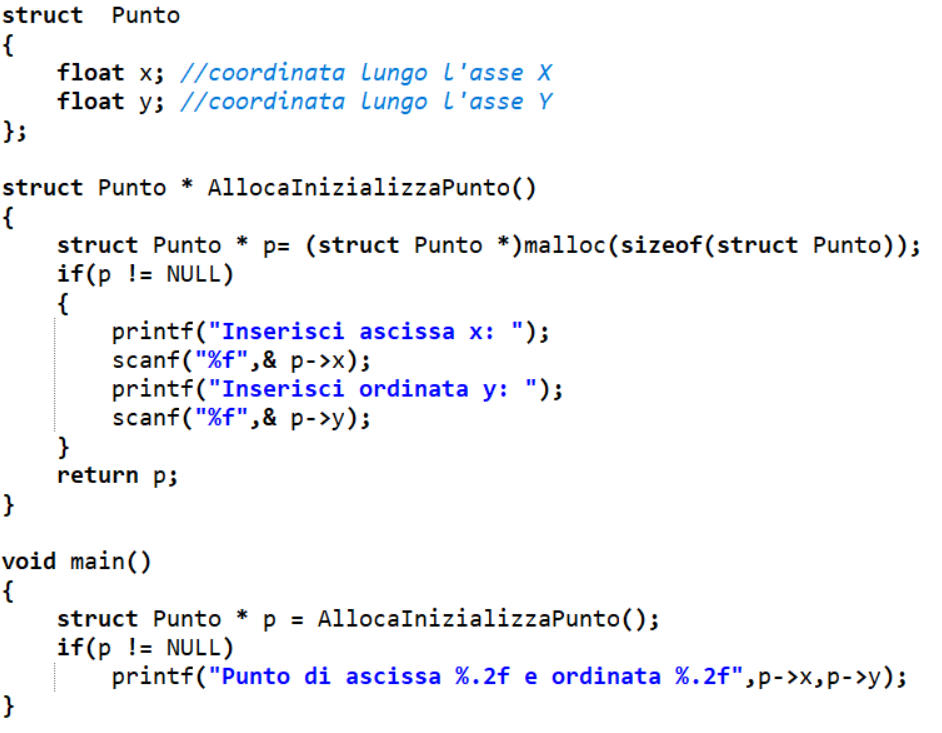 struct  Punto
{
    float x; //coordinata lungo l'asse X
    float y; //coordinata lungo l'asse Y
};

struct Punto * AllocaInizializzaPunto()
{
    struct Punto * p= (struct Punto *)malloc(sizeof(struct Punto));
    if(p != NULL)
    {
        printf("Inserisci ascissa x: ");
        scanf("%f",& p->x);
        printf("Inserisci ordinata y: ");
        scanf("%f",& p->y);
    }
    return p;
}

void main()
{
    struct Punto * p = AllocaInizializzaPunto();
    if(p != NULL)
        printf("Punto di ascissa %.2f e ordinata %.2f",p->x,p->y);
}